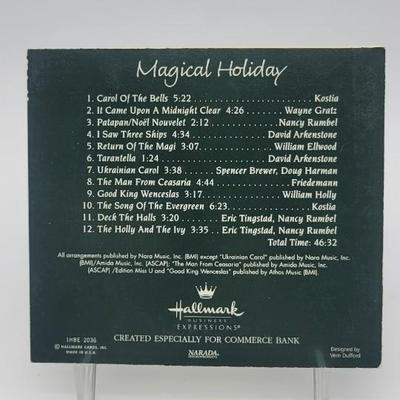 Magical Holiday
1. Carol Of The Bells 5:22 . . . . . . . . . . . . . . . . . . . . Kostia
2. It Came Upon A Midnight Clear 4:26 . . . . . . . Wayne Gratz
3. Patapan/Noël Nouvelet 2:12 . . . . . . . . . . . Nancy Rumbel
4. I Saw Three Ships 4:34 . . . . . . . . . . . . . . David Arkenstone
5. Return Of The Magi 3:07. . . . . . . . . . . . . William Ellwood
6. Tarantella 1:24 . . . . . . . . . . . . . . . . . . . David Arkenstone
7. Ukrainian Carol 3:38 . . . . . . Spencer Brewer, Doug Harman
8. The Man From Ceasaria 4:44 . . . . . . . . . . . . Friedemann
9. Good King Wenceslas 3:17 . . . . . . . . . . . . . William Holly
10. The Song Of The Evergreen 6:23 . . . . . . . . . . . . Kostia
11. Deck The Halls 3:20 . . . . . . . Eric Tingstad, Nancy Rumbel
12. The Holly And The Ivy 3:35 . . . Eric Tingstad, Nancy Rumbel
Total Time: 46:32
All arrangements published by Nara Music, Inc. (BMI) except "Ukrainian Carol" published by Nara Music, Inc.
(BMI)/Amida Music, Inc. (ASCAP); "The Man From Ceasaria" published by Amida Music, Inc.
(ASCAP) /Edition Miss U and "Good King Wenceslas" published by Athos Music (BMI).
Hallmark
BUSINESS
EXPRESSIONS®
CREATED ESPECIALLY FOR COMMERCE BANK
1HBE 2036
© HALLMARK CARDS, INC.
MADE IN U.S.A.
NARADA
Designed by
Vern Dufford